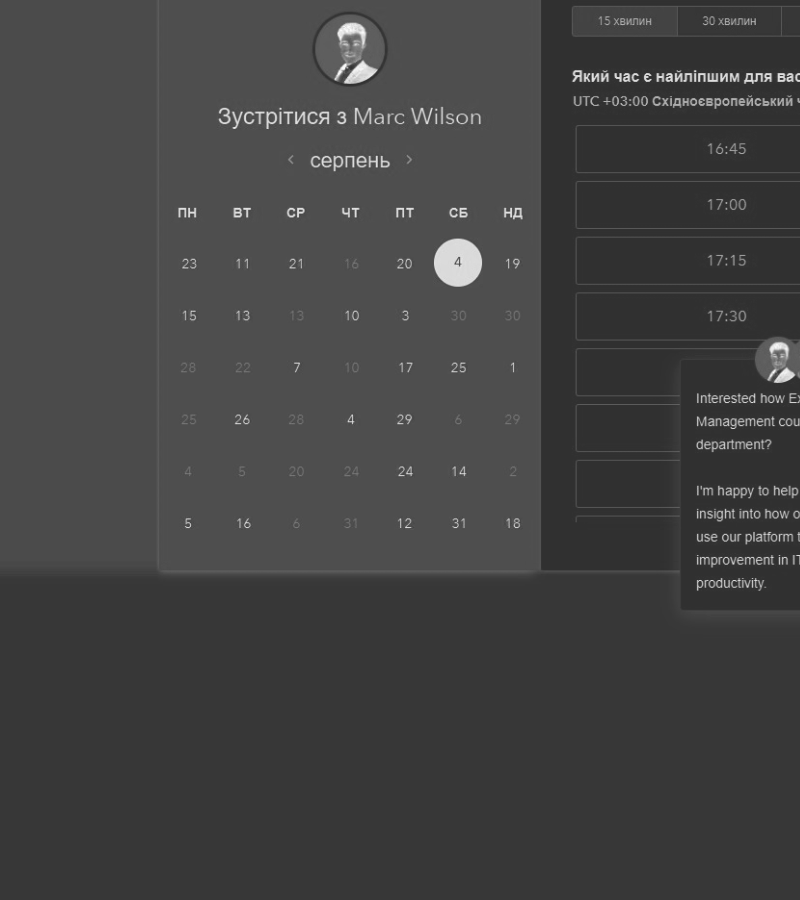 Зустрітися з Marc Wilson
серпень
ПН ВТ СР ЧТ ПТ СБ НД
23 11 21 16 20 4 19
15 13 13 10 3 30 30
28 22 7 10 17 25 1
25 26 28 4 29 6 29
4 5 20 24 24 14 2
5 16 6 31 12 31 18
15 хвилин 30 хвилин
Який час є найліпшим для вас
UTC +03:00 Східноєвропейський
16:45
17:00
17:15
17:30
Interested how
Management
department?
I'm happy to help
insight into how
use our platform
improvement in IT
productivity.